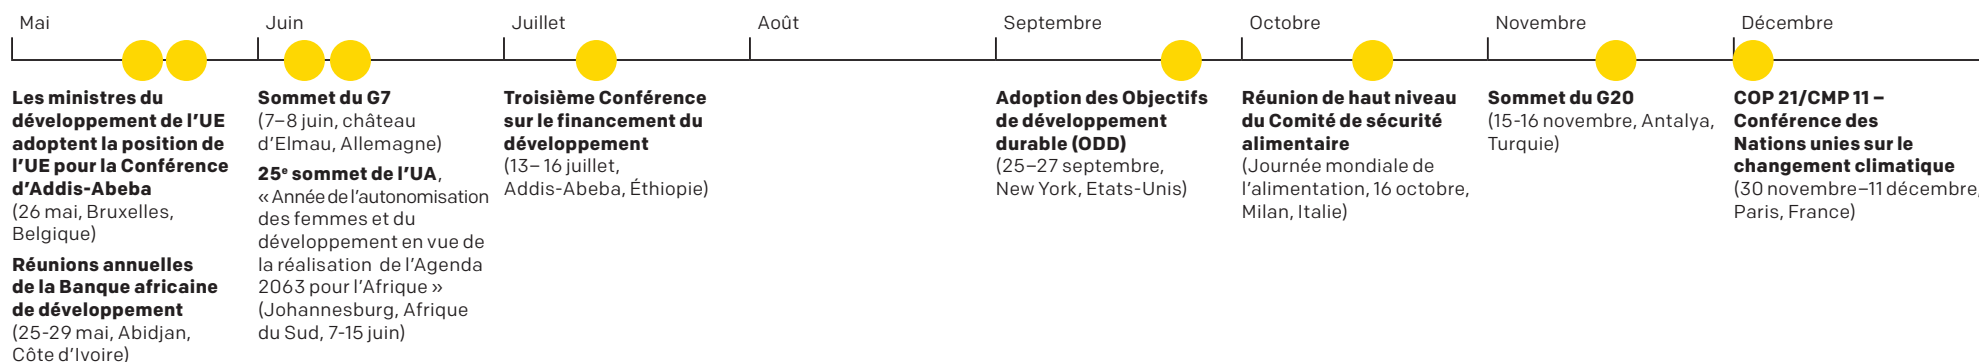 Mai
Juin
Juillet
Août
Septembre
Octobre
Novembre
Décembre
Les ministres du
développement de l’UE
adoptent la position de
l’UE pour la Conférence
d’Addis-Abeba
(26 mai, Bruxelles,
Belgique)
Réunions annuelles
de la Banque africaine
de développement
(25-29 mai, Abidjan,
Côte d’Ivoire)
Sommet du G7
(7–8 juin, château
d’Elmau, Allemagne)
25e sommet de l’UA,
« Année de l’autonomisation
des femmes et du
développement en vue de
la réalisation de l’Agenda
2063 pour l’Afrique »
(Johannesburg, Afrique
du Sud, 7-15 juin)
Troisième Conférence
sur le financement du
développement
(13– 16 juillet,
Addis-Abeba, Éthiopie)
Adoption des Objectifs
de développement
durable (ODD)
(25–27 septembre,
New York, Etats-Unis)
Réunion de haut niveau
du Comité de sécurité
alimentaire
(Journée mondiale de
l’alimentation, 16 octobre,
Milan, Italie)
Sommet du G20
(15-16 novembre, Antalya,
Turquie)
COP 21/CMP 11 –
Conférence des
Nations unies sur le
changement climatique
(30 novembre–11 décembre,
Paris, France)